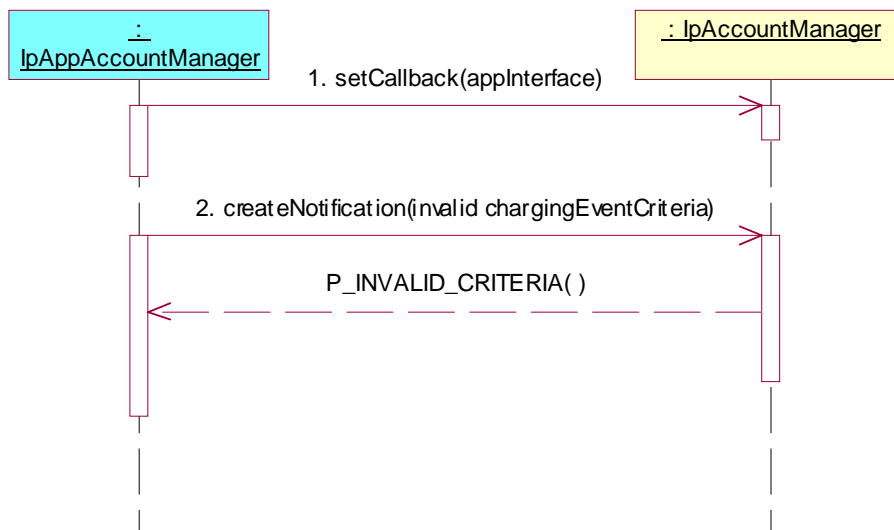 :
IpAppAccountManager
: IpAccountManager
1. setCallback(appInterface)
2. createNotification(invalid chargingEventCriteria)
P_INVALID_CRITERIA( )